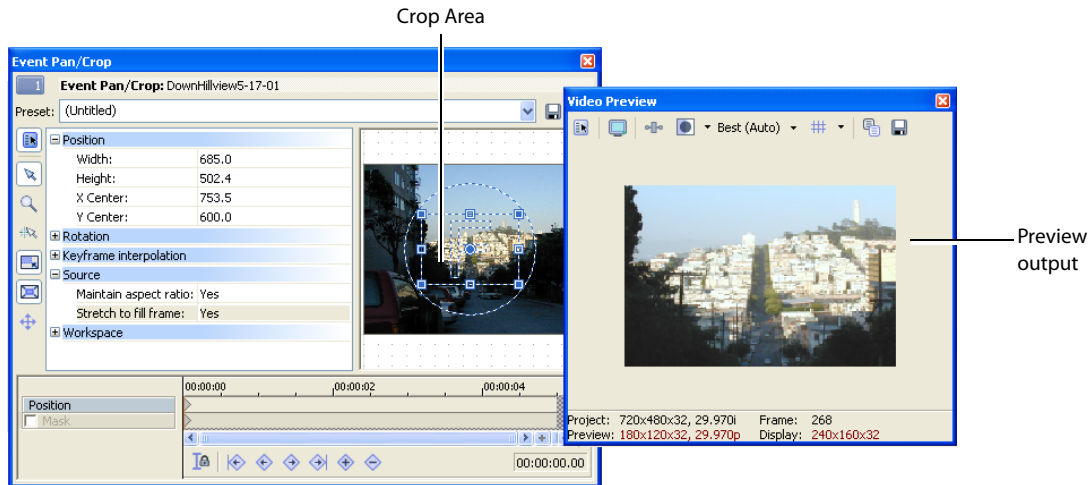 Crop Area
Event Pan/Crop
1 Event Pan/Crop: DownHillview5-17-01
Preset: (Untitled)
Position
Width: 685.0
Height: 502.4
X Center: 753.5
Y Center: 600.0
Rotation
Keyframe interpolation
Source
Maintain aspect ratio: Yes
Stretch to fill frame: Yes
Workspace
00:00:00 00:00:02 00:00:04
Position
Mask
00:00:00.00
Video Preview
Best (Auto)
Project: 720x480x32, 29.970i Frame: 268
Preview: 180x120x32, 29.970p Display: 240x160x32
Preview
output